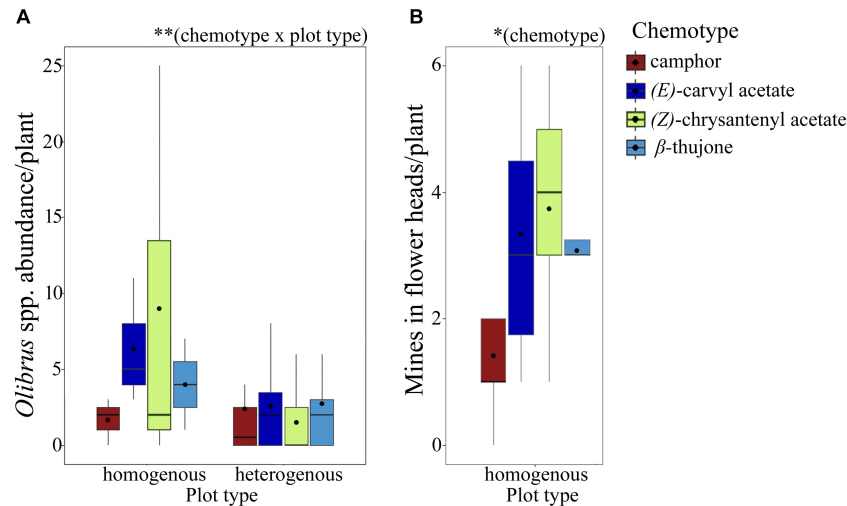 A
**(chemotype x plot type)
Olibrus spp. abundance/plant
25
20
15
10
5
0
homogenous
heterogenous
Plot type
B
*(chemotype)
Mines in flower heads/plant
6
4
2
0
homogenous
Plot type
Chemotype
camphor
(E)-carvyl acetate
(Z)-chrysantenyl acetate
β-thujone